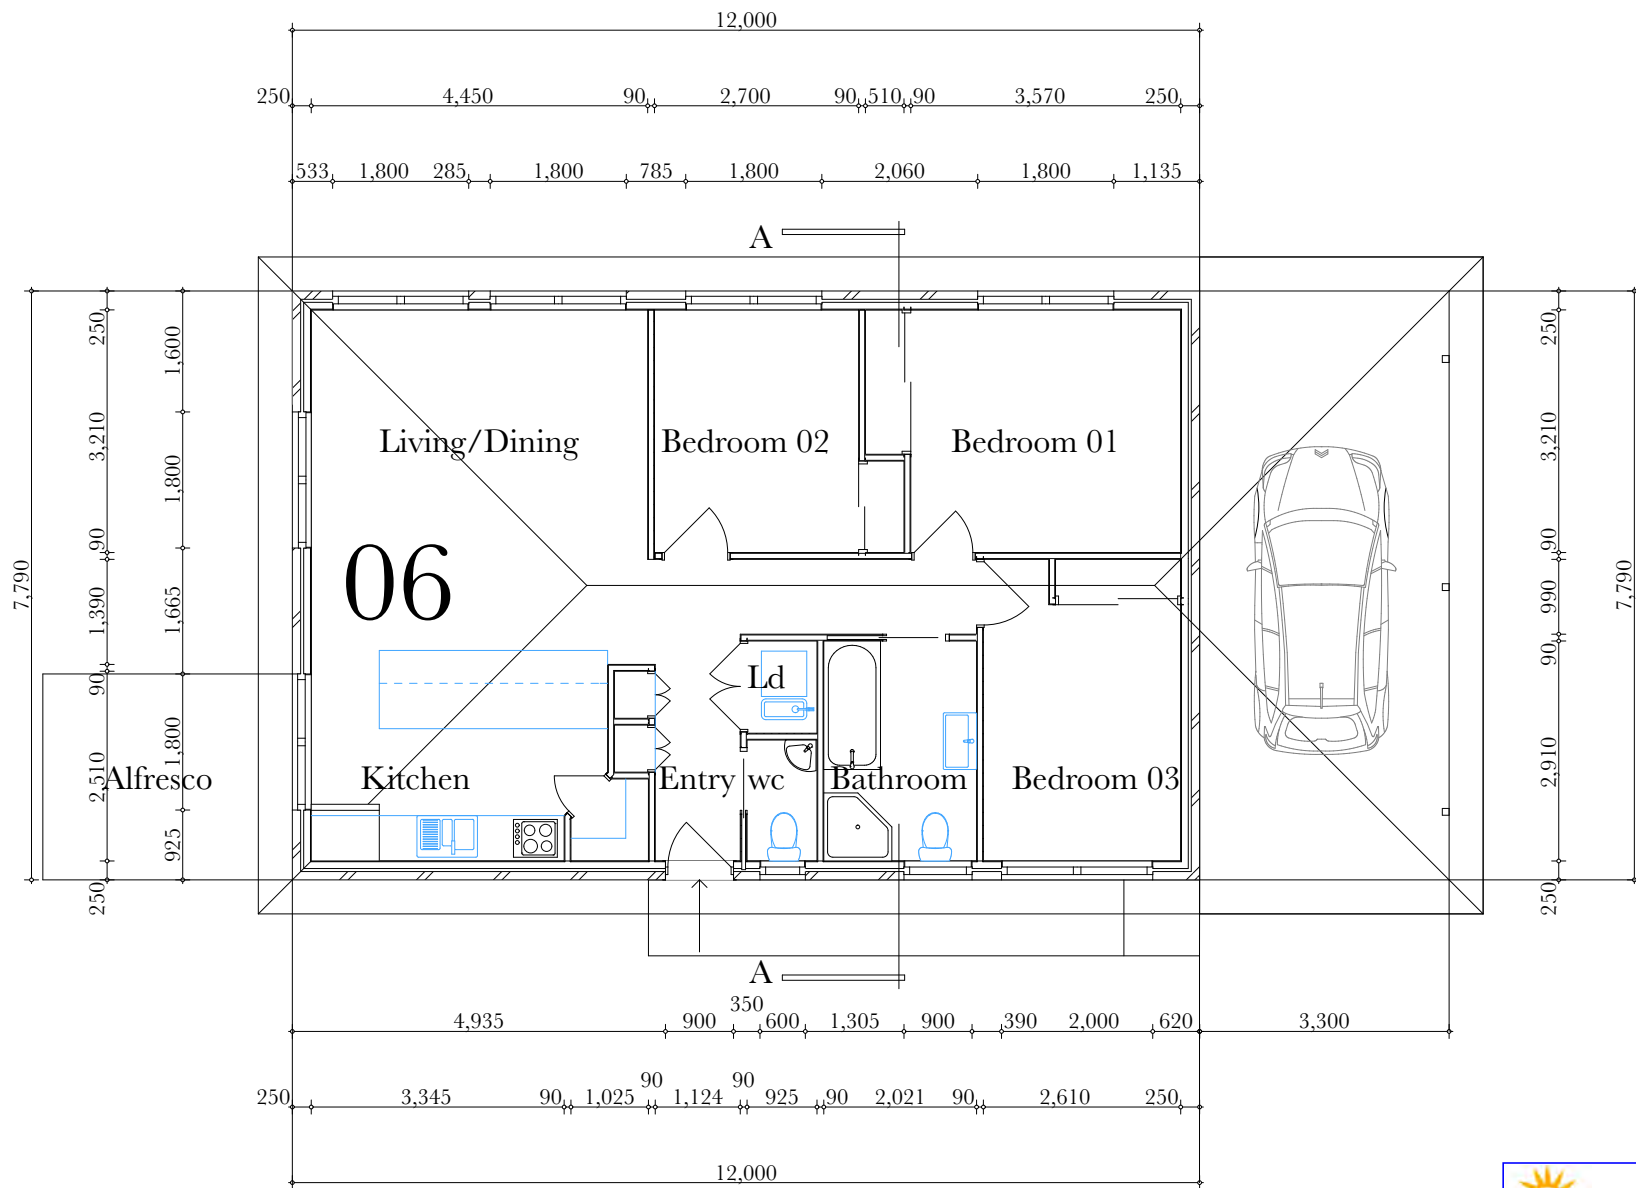 12,000
250 4,450 90 2,700 90 510 90 3,570 250
533 1,800 285 1,800 785 1,800 2,060 1,800 1,135
A
7,790
250 3,210 90 1,390 90 2,510 250
1,600 1,800 1,665 1,800 925
Living/Dining Bedroom 02 Bedroom 01
06
Ld
Alfresco Kitchen Entry wc Bathroom Bedroom 03
250 3,210 90 990 90 2,910 250
7,790
A
350
4,935 900 600 1,305 900 390 2,000 620 3,300
90 90
250 3,345 90 1,025 1,124 925 90 2,021 90 2,610 250
12,000